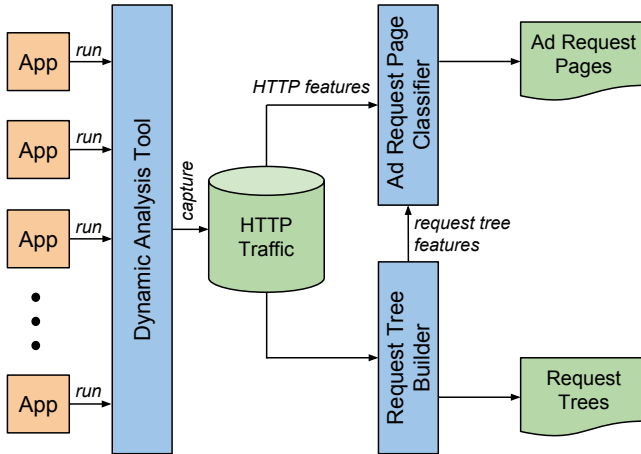 App
run
App
run
App
run
App
run
Dynamic Analysis Tool
capture
HTTP
Traffic
HTTP features
Ad Request Page
Classifier
request tree
features
Request Tree
Builder
Ad Request
Pages
Request
Trees